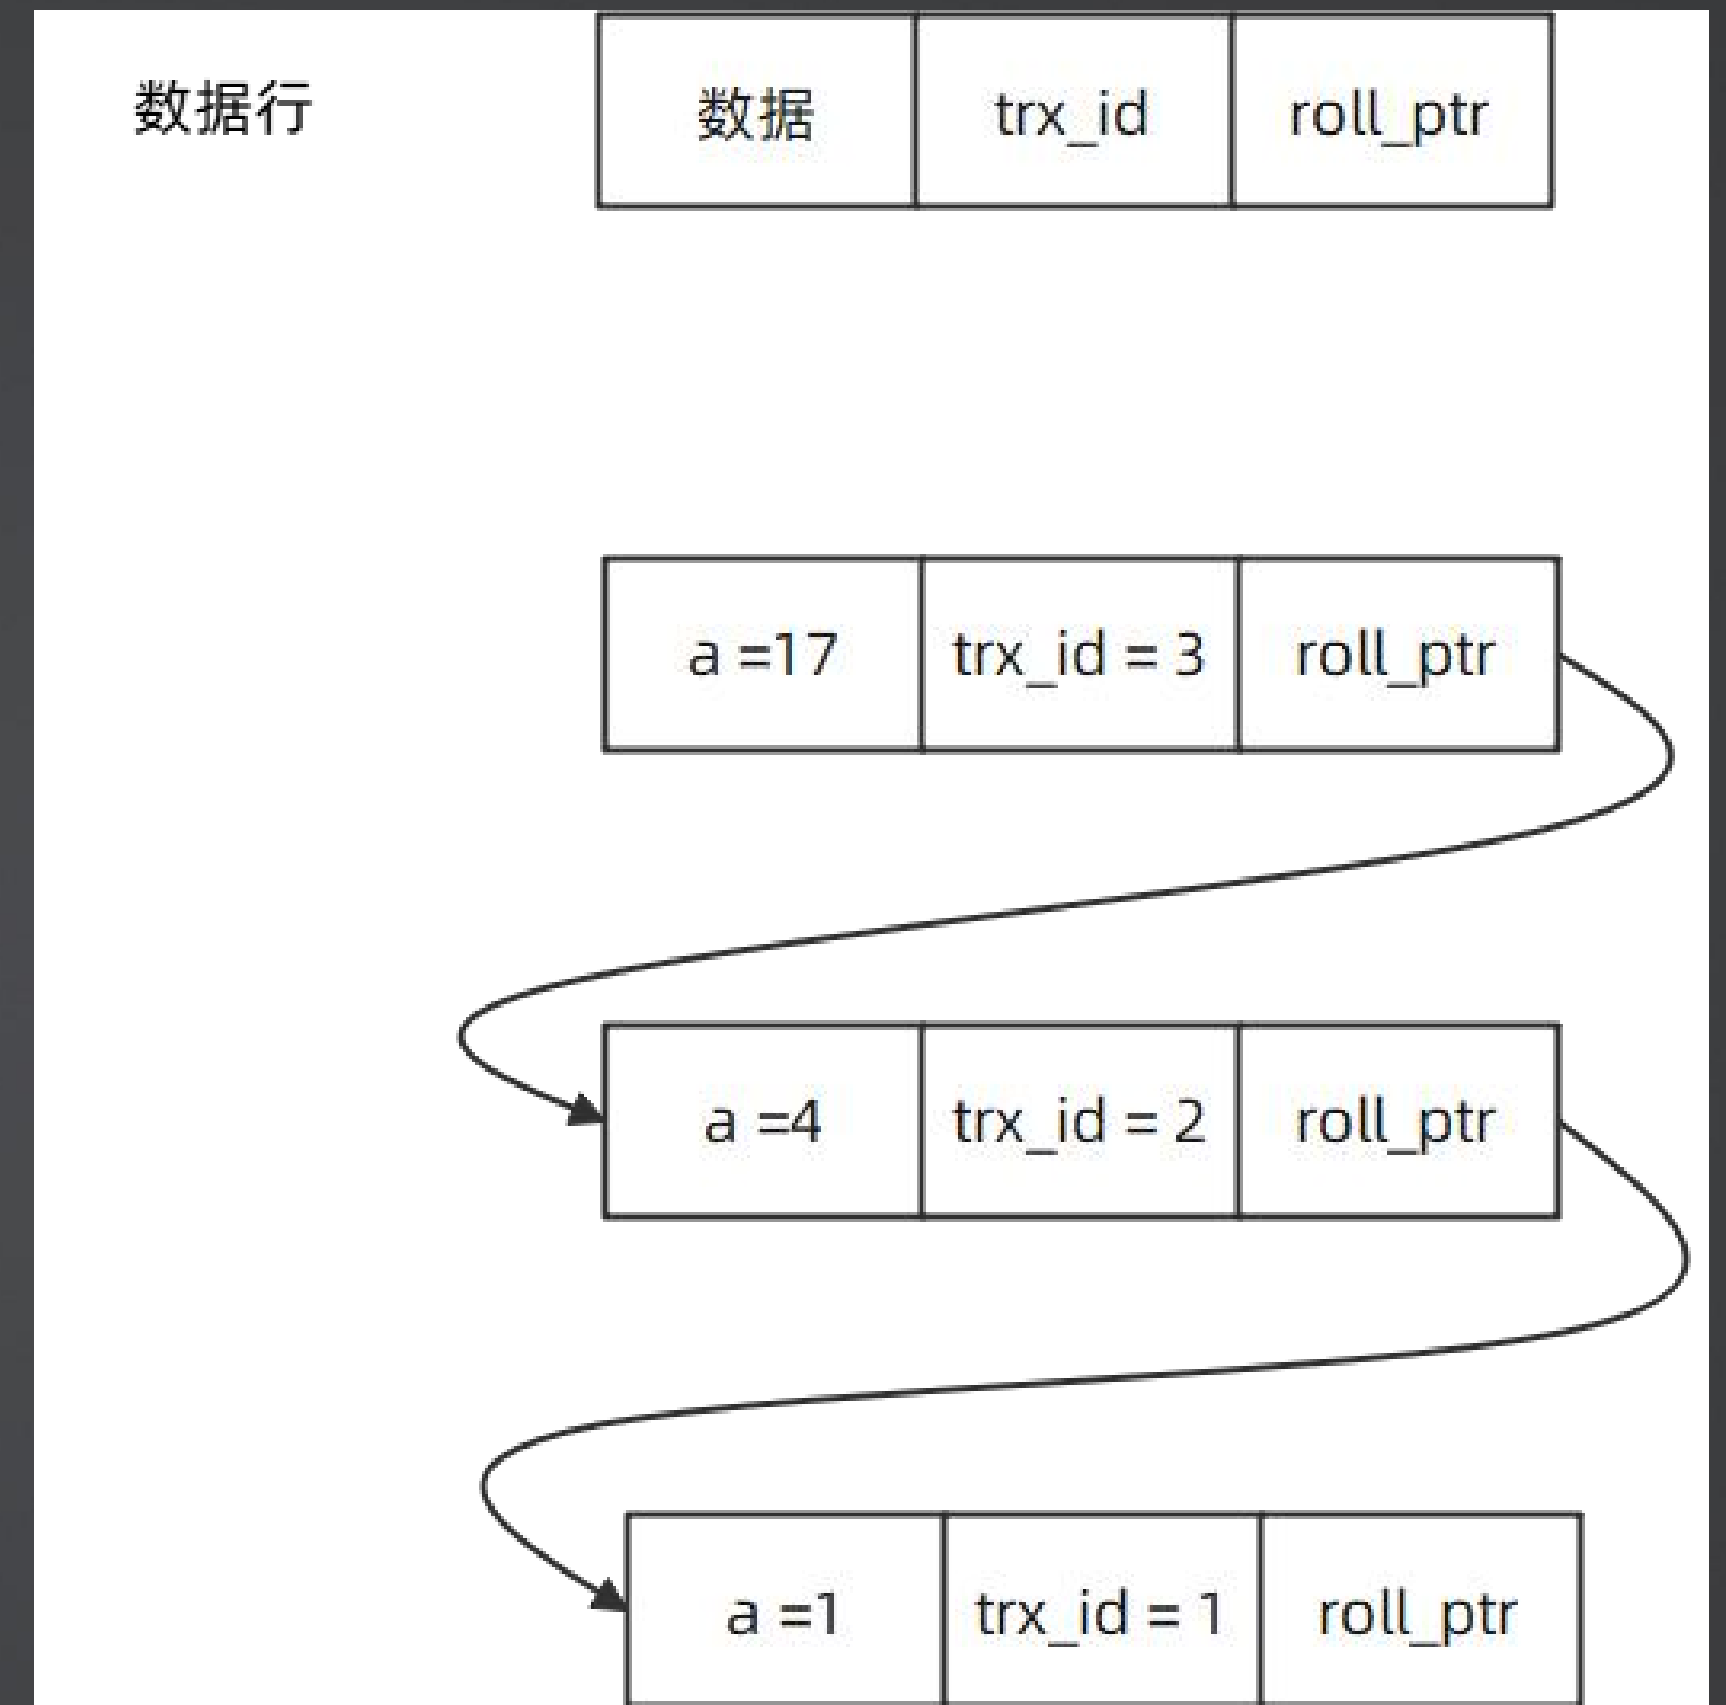 数据行
数据 trx_id roll_ptr
a =17 trx_id = 3 roll_ptr
a =4 trx_id = 2 roll_ptr
a =1 trx_id = 1 roll_ptr